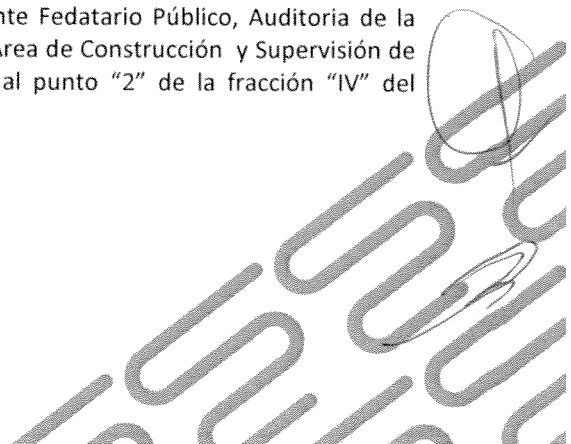 nte Fedatario Público, Auditoria de la
Área de Construcción y Supervisión de
al punto “2” de la fracción “IV” del